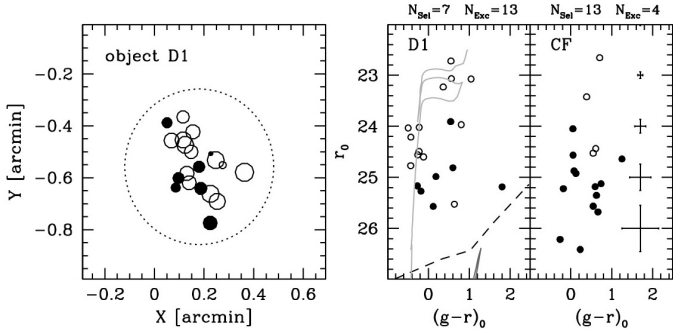 N_Sel=7 N_Exc=13 N_Sel=13 N_Exc=4
object D1
D1
CF
−0.2
−0.4
−0.6
−0.8
Y [arcmin]
−0.2 0 0.2 0.4 0.6
X [arcmin]
23
24
25
26
r_0
0 1 2
(g−r)_0
0 1 2
(g−r)_0